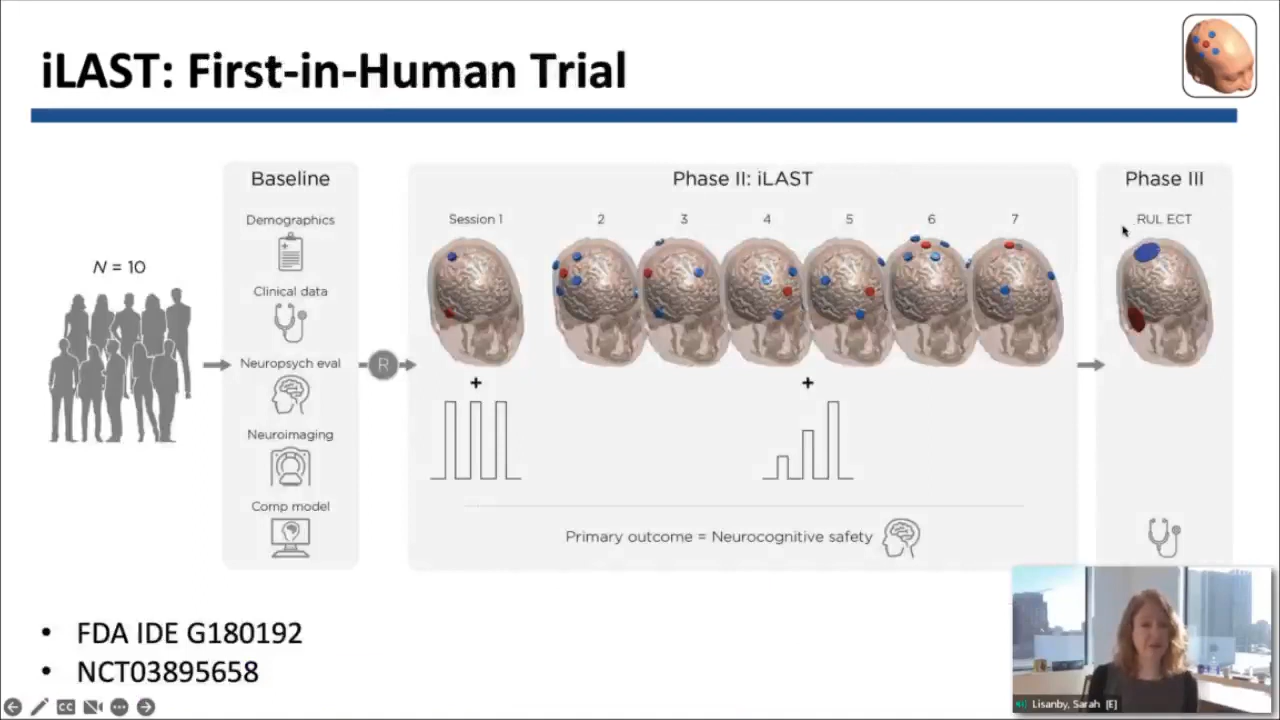 iLAST: First-in-Human Trial
N = 10
Baseline
Demographics
Clinical data
Neuropsych eval
Neuroimaging
Comp model
R
Phase II: iLAST
Session 1
2
3
4
5
6
7
+
+
Primary outcome = Neurocognitive safety
Phase III
RUL ECT
• FDA IDE G180192
• NCT03895658
CC
Lisanby, Sarah [E]